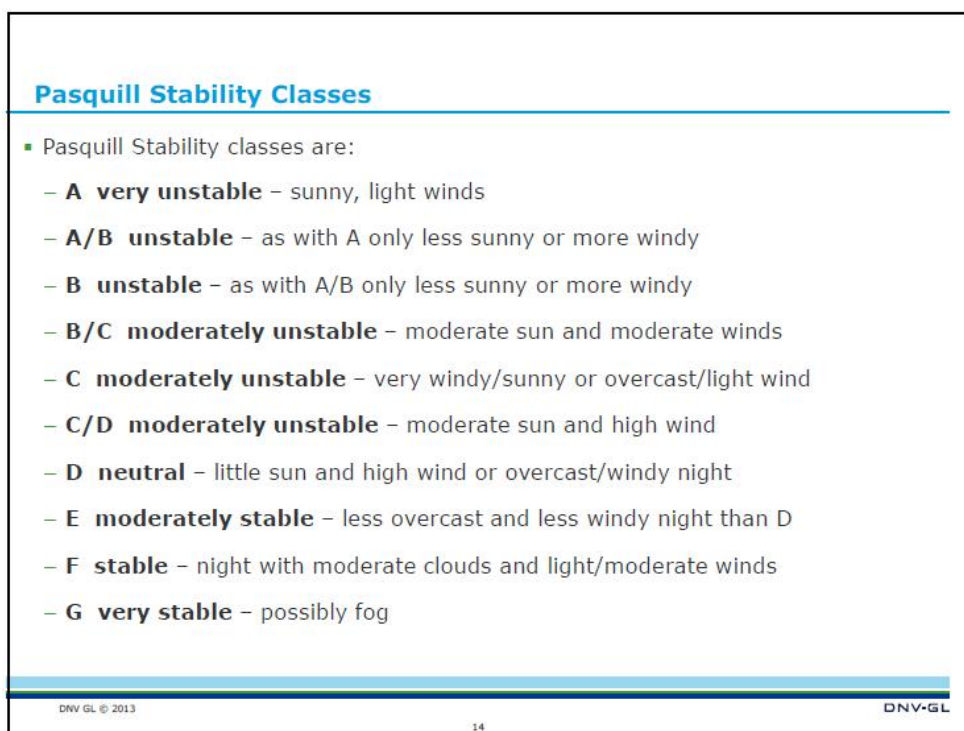 Pasquill Stability Classes
▪ Pasquill Stability classes are:
– A very unstable – sunny, light winds
– A/B unstable – as with A only less sunny or more windy
– B unstable – as with A/B only less sunny or more windy
– B/C moderately unstable – moderate sun and moderate winds
– C moderately unstable – very windy/sunny or overcast/light wind
– C/D moderately unstable – moderate sun and high wind
– D neutral – little sun and high wind or overcast/windy night
– E moderately stable – less overcast and less windy night than D
– F stable – night with moderate clouds and light/moderate winds
– G very stable – possibly fog
DNV GL © 2013
DNV·GL
14